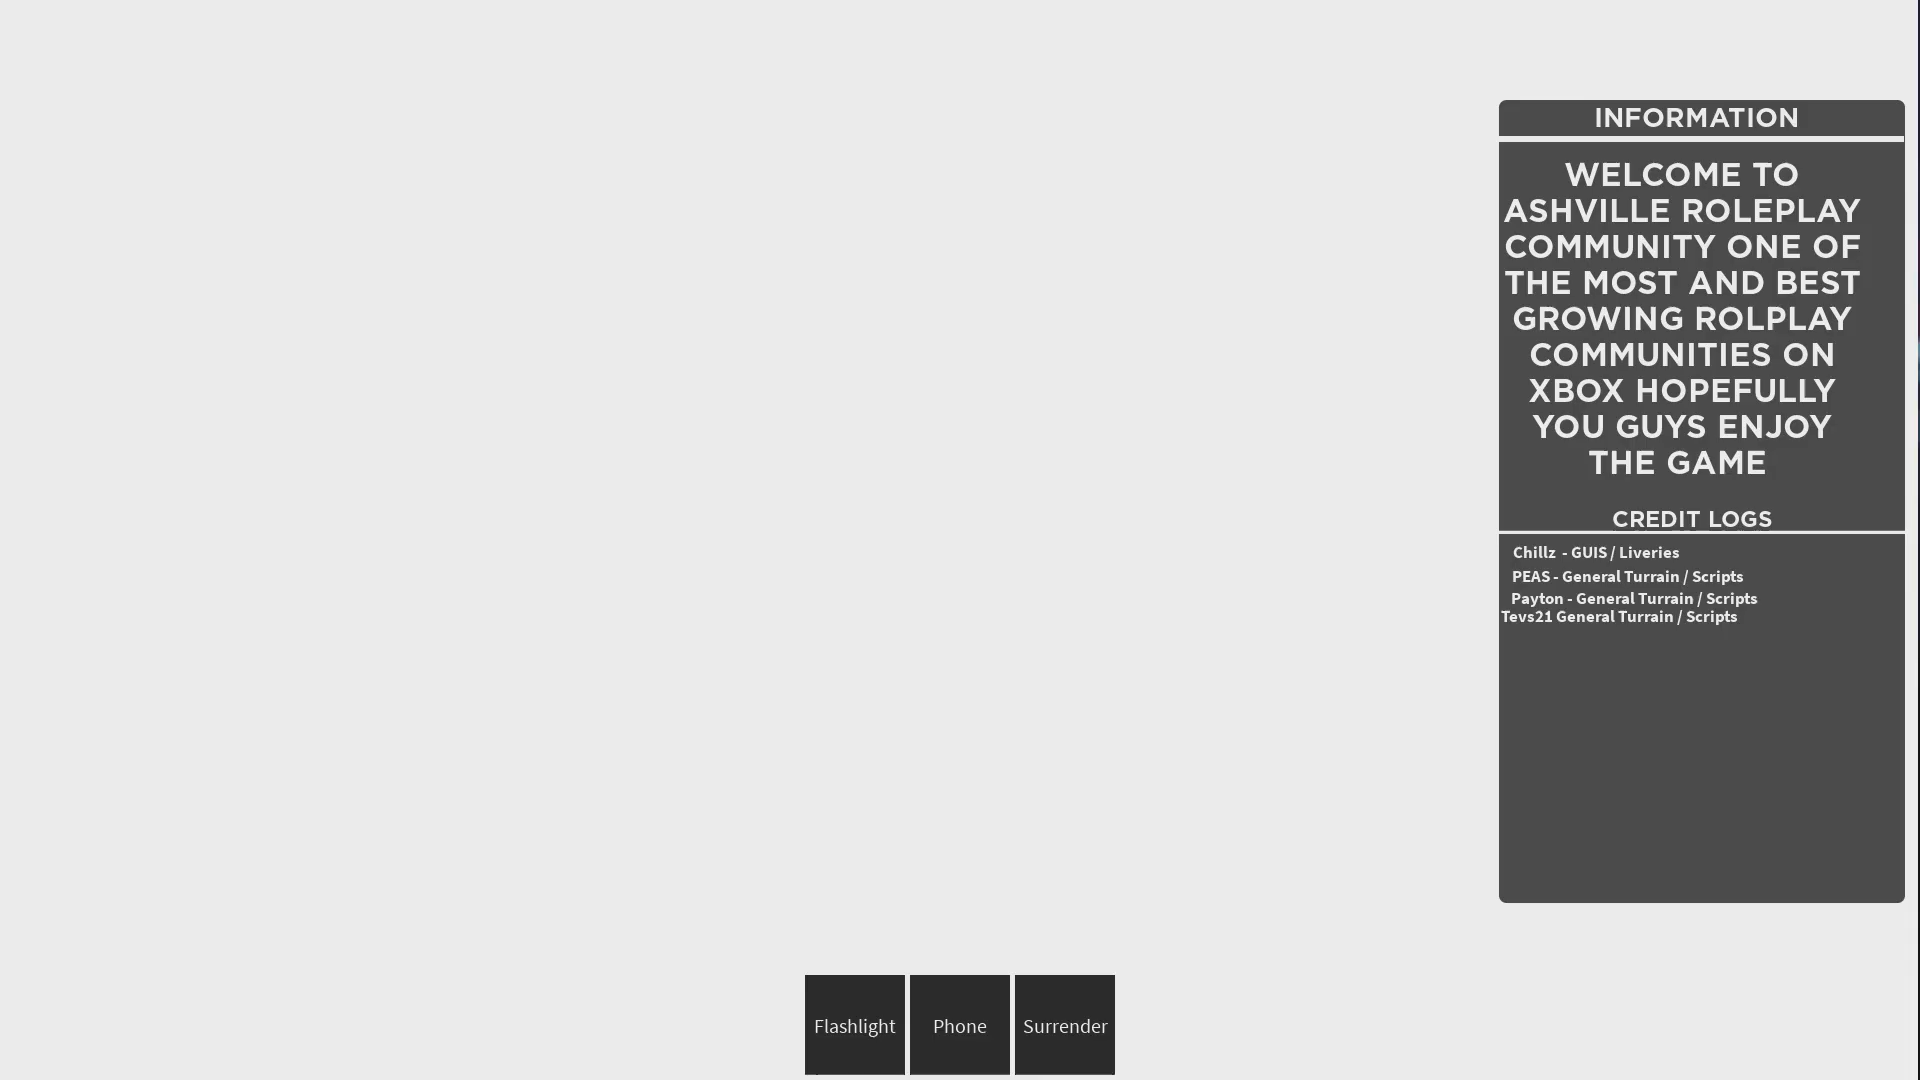 INFORMATION
WELCOME TO
ASHVILLE ROLEPLAY
COMMUNITY ONE OF
THE MOST AND BEST
GROWING ROLPLAY
COMMUNITIES ON
XBOX HOPEFULLY
YOU GUYS ENJOY
THE GAME
CREDIT LOGS
Chillz - GUIS / Liveries
PEAS - General Turrain / Scripts
Payton - General Turrain / Scripts
Tevs21 General Turrain / Scripts
Flashlight
Phone
Surrender